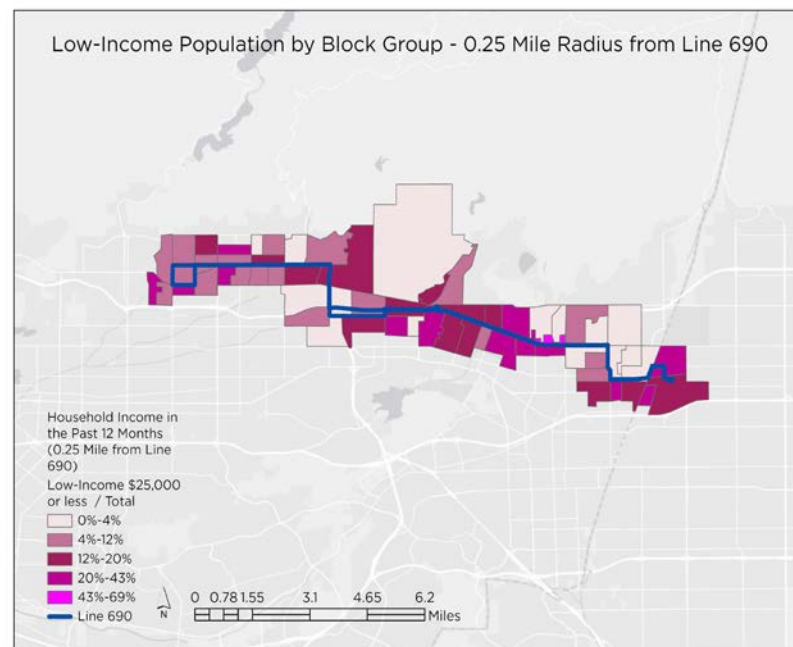 Low-Income Population by Block Group - 0.25 Mile Radius from Line 690
Household Income in
the Past 12 Months
(0.25 Mile from Line
690)
Low-Income $25,000
or less / Total
0%-4%
4%-12%
12%-20%
20%-43%
43%-69%
Line 690
N
0 0.781.55 3.1 4.65 6.2
Miles